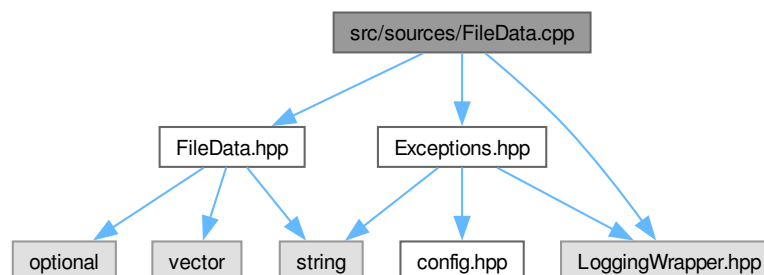 src/sources/FileData.cpp
FileData.hpp
Exceptions.hpp
optional
vector
string
config.hpp
LoggingWrapper.hpp